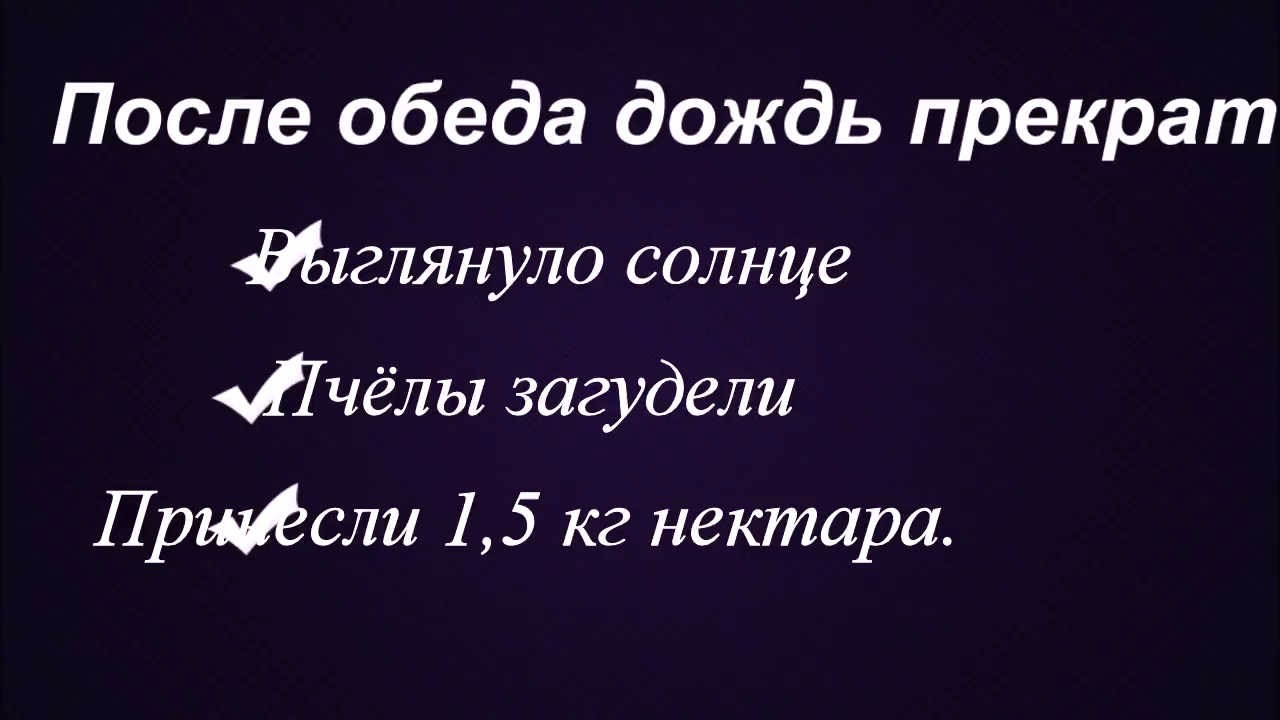 После обеда дождь прекрат
Выглянуло солнце
Пчёлы загудели
Принесли 1,5 кг нектара.